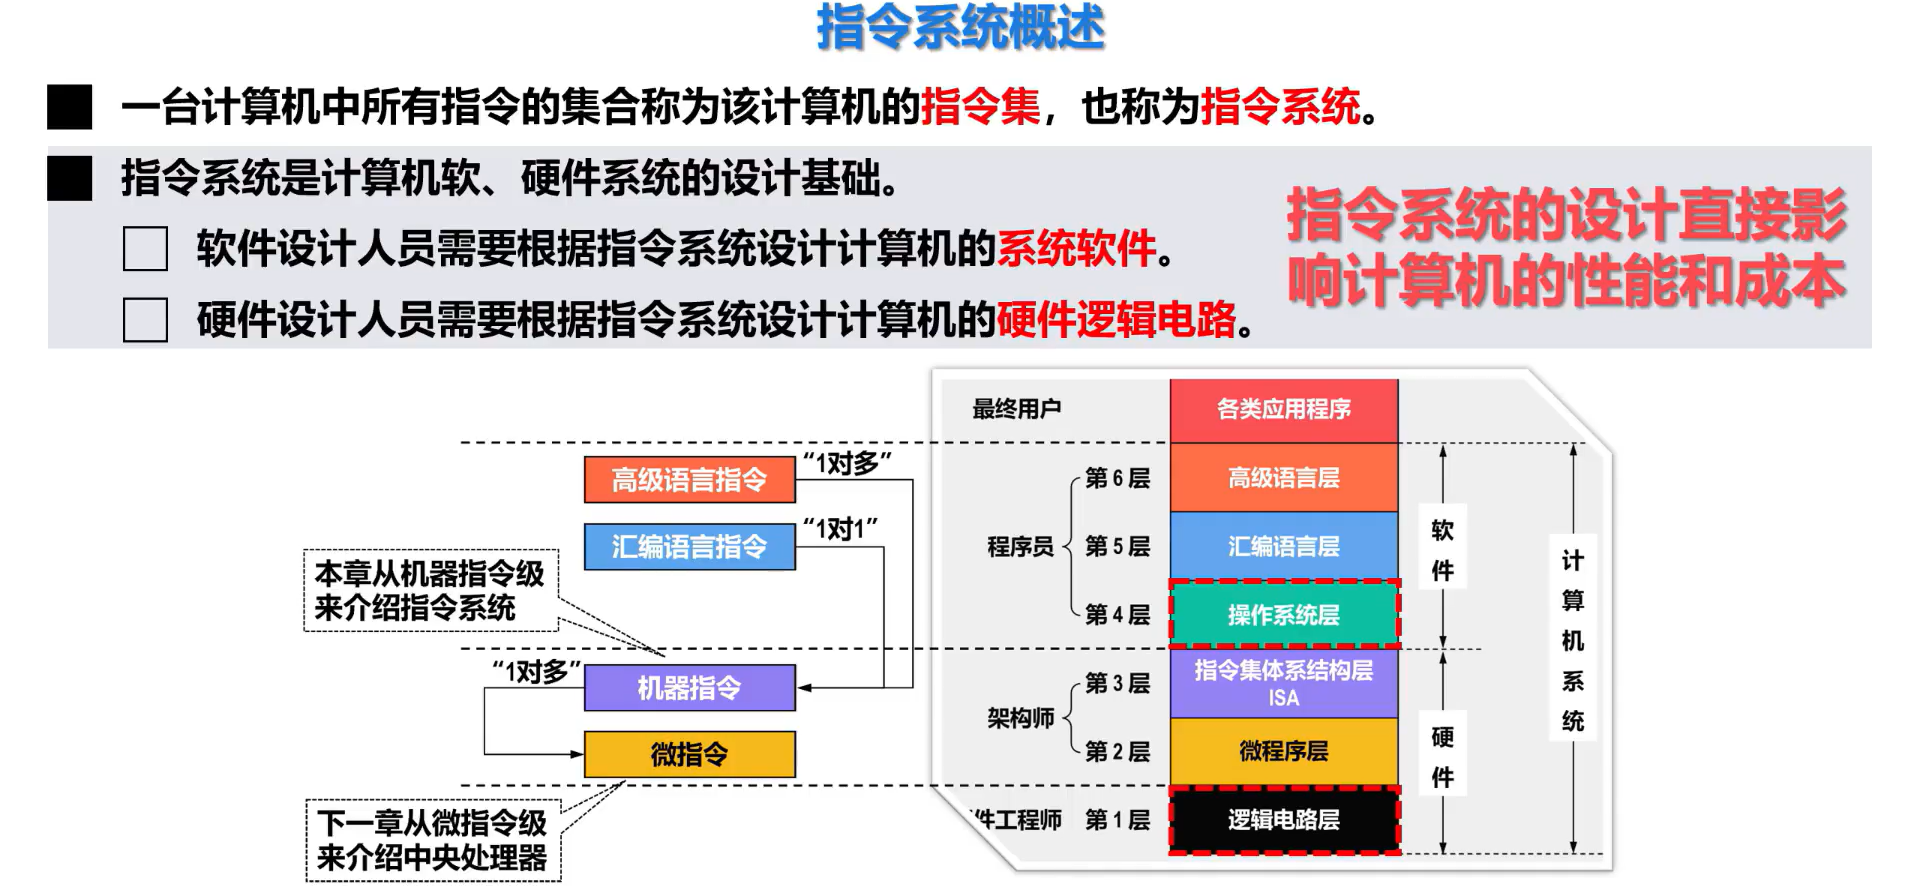 指令系统概述
一台计算机中所有指令的集合称为该计算机的指令集，也称为指令系统。
指令系统是计算机软、硬件系统的设计基础。
软件设计人员需要根据指令系统设计计算机的系统软件。
硬件设计人员需要根据指令系统设计计算机的硬件逻辑电路。
指令系统的设计直接影
响计算机的性能和成本
高级语言指令
“1对多”
汇编语言指令
“1对1”
本章从机器指令级
来介绍指令系统
“1对多”
机器指令
微指令
下一章从微指令级
来介绍中央处理器
最终用户
各类应用程序
程序员
第6层
高级语言层
第5层
汇编语言层
第4层
操作系统层
架构师
第3层
指令集体系结构层
ISA
第2层
微程序层
件工程师
第1层
逻辑电路层
软件
硬件
计算机系统